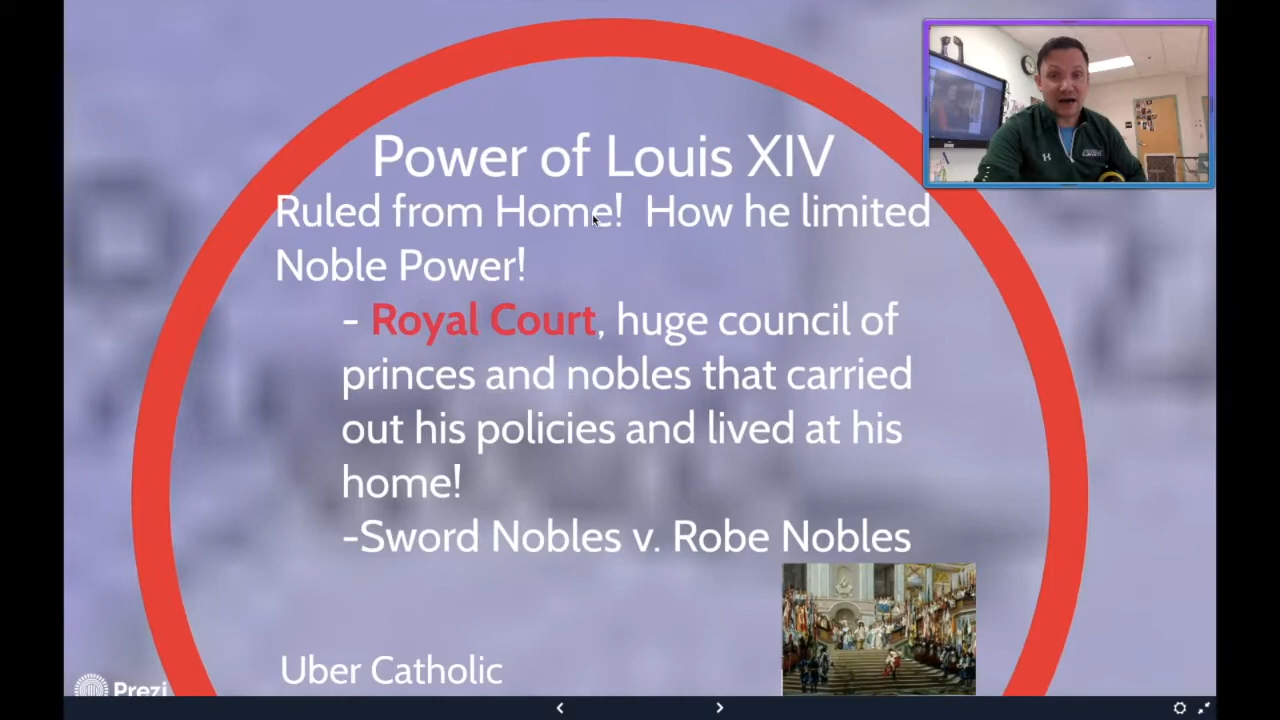 Power of Louis XIV
Ruled from Home!  How he limited
Noble Power!
- Royal Court, huge council of
princes and nobles that carried
out his policies and lived at his
home!
-Sword Nobles v. Robe Nobles
Uber Catholic
Prezi